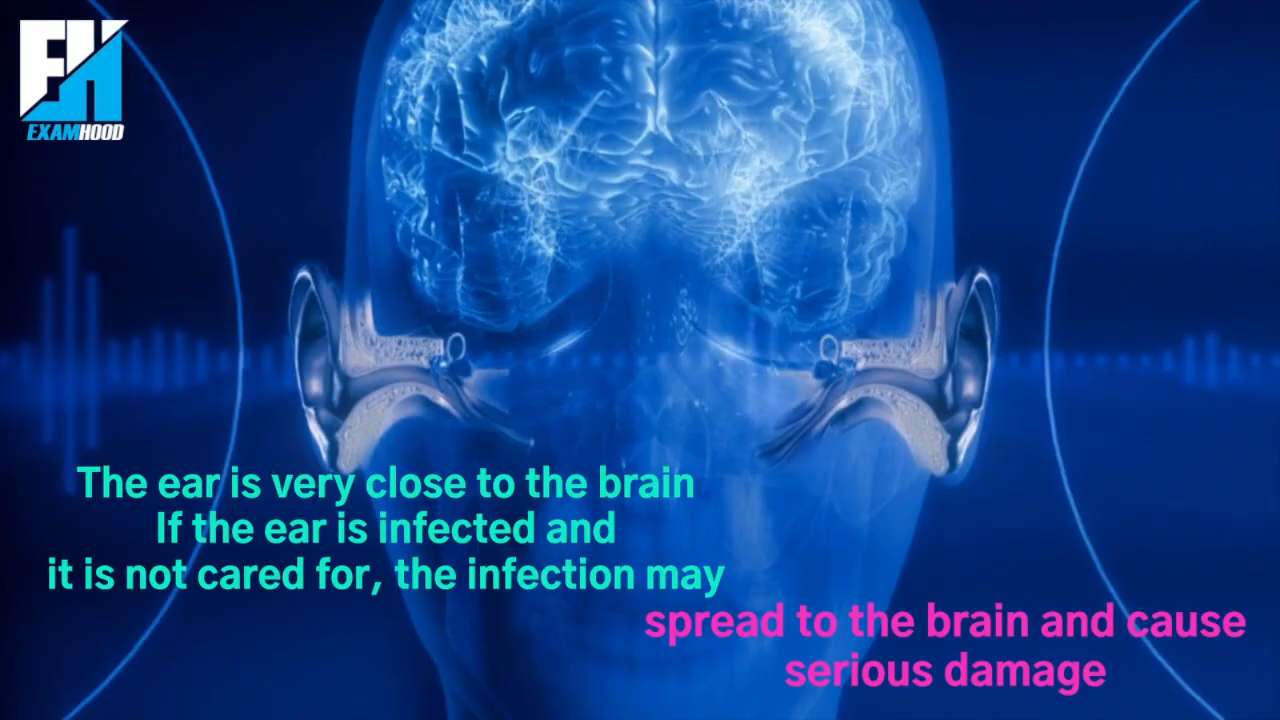 EH
EXAMHOOD
The ear is very close to the brain
If the ear is infected and
it is not cared for, the infection may
spread to the brain and cause
serious damage